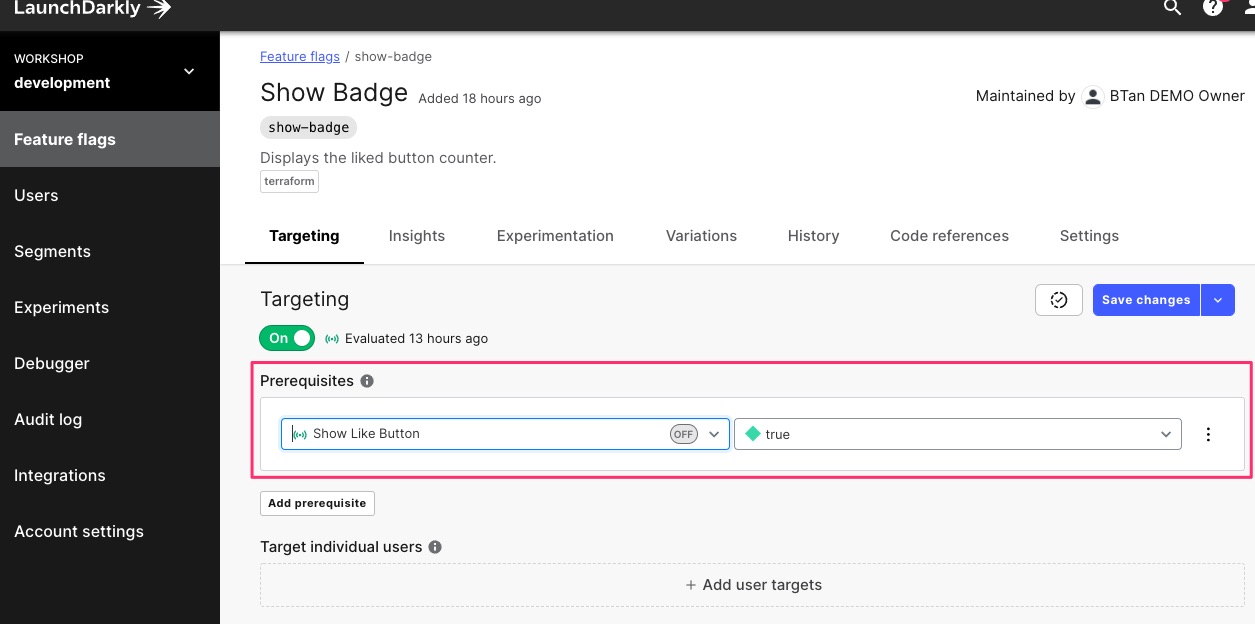 LaunchDarkly
WORKSHOP
development
Feature flags
Users
Segments
Experiments
Debugger
Audit log
Integrations
Account settings
Feature flags / show-badge
Show Badge Added 18 hours ago
Maintained by BTan DEMO Owner
show-badge
Displays the liked button counter.
terraform
Targeting Insights Experimentation Variations History Code references Settings
Targeting
Save changes
On Evaluated 13 hours ago
Prerequisites
Show Like Button OFF true
Add prerequisite
Target individual users
+ Add user targets